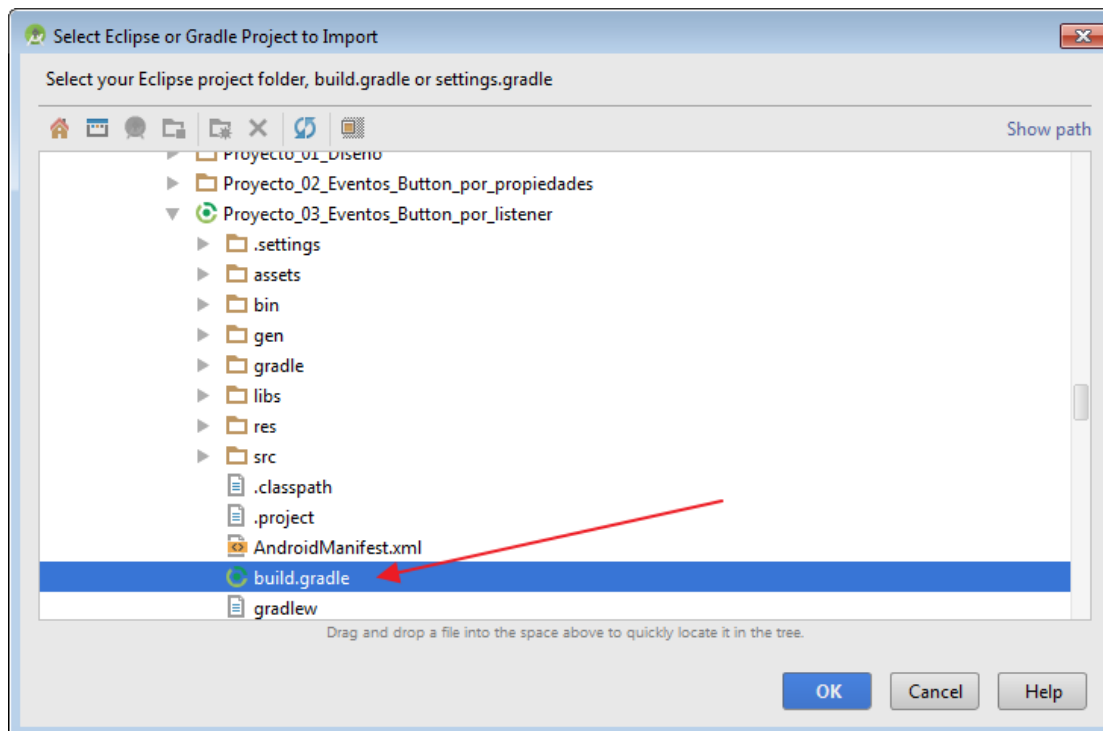 Select Eclipse or Gradle Project to Import
Select your Eclipse project folder, build.gradle or settings.gradle
Show path
Proyecto_01_Diseno
Proyecto_02_Eventos_Button_por_propiedades
Proyecto_03_Eventos_Button_por_listener
.settings
assets
bin
gen
gradle
libs
res
src
.classpath
.project
AndroidManifest.xml
build.gradle
gradlew
Drag and drop a file into the space above to quickly locate it in the tree.
OK Cancel Help